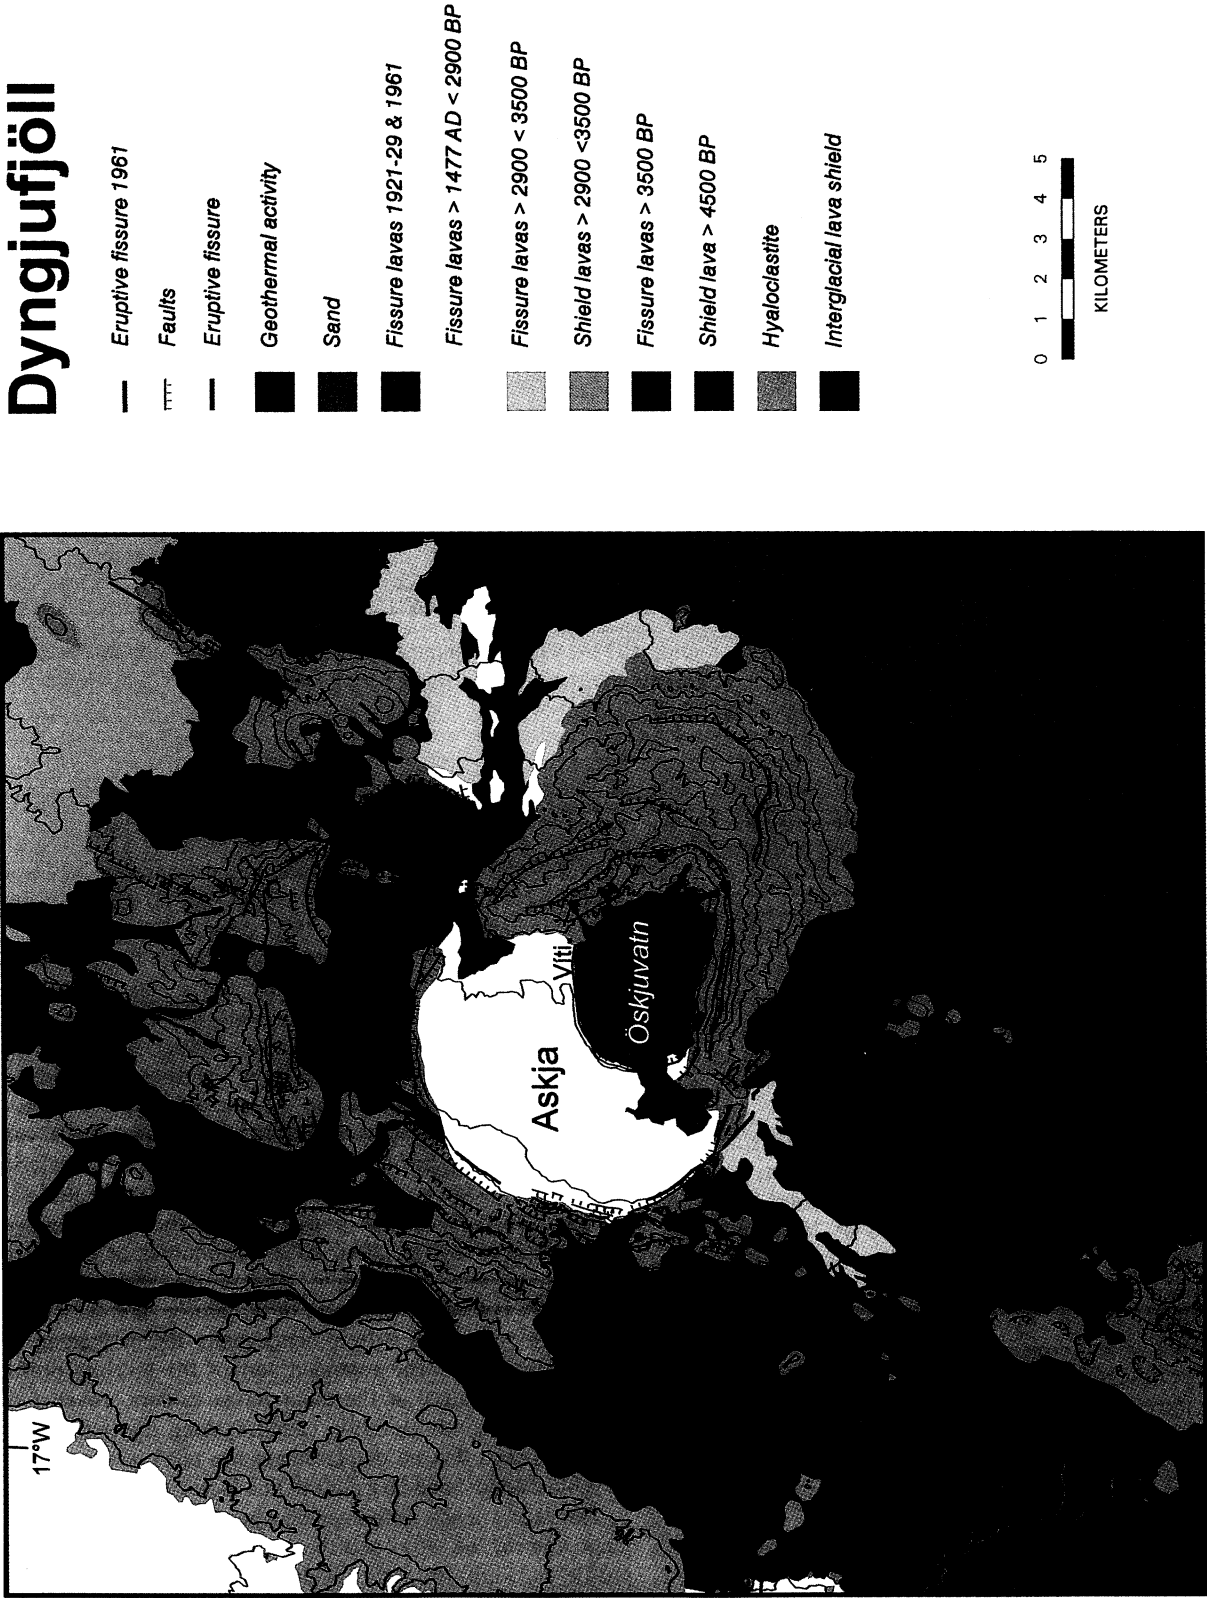 Dyngjufjöll
Eruptive fissure 1961
Faults
Eruptive fissure
Geothermal activity
Sand
Fissure lavas 1921-29 & 1961
Fissure lavas > 1477 AD < 2900 BP
Fissure lavas > 2900 < 3500 BP
Shield lavas > 2900 <3500 BP
Fissure lavas > 3500 BP
Shield lava > 4500 BP
Hyaloclastite
Interglacial lava shield
0 1 2 3 4 5
KILOMETERS
17°W
Askja
Víti
Öskjuvatn